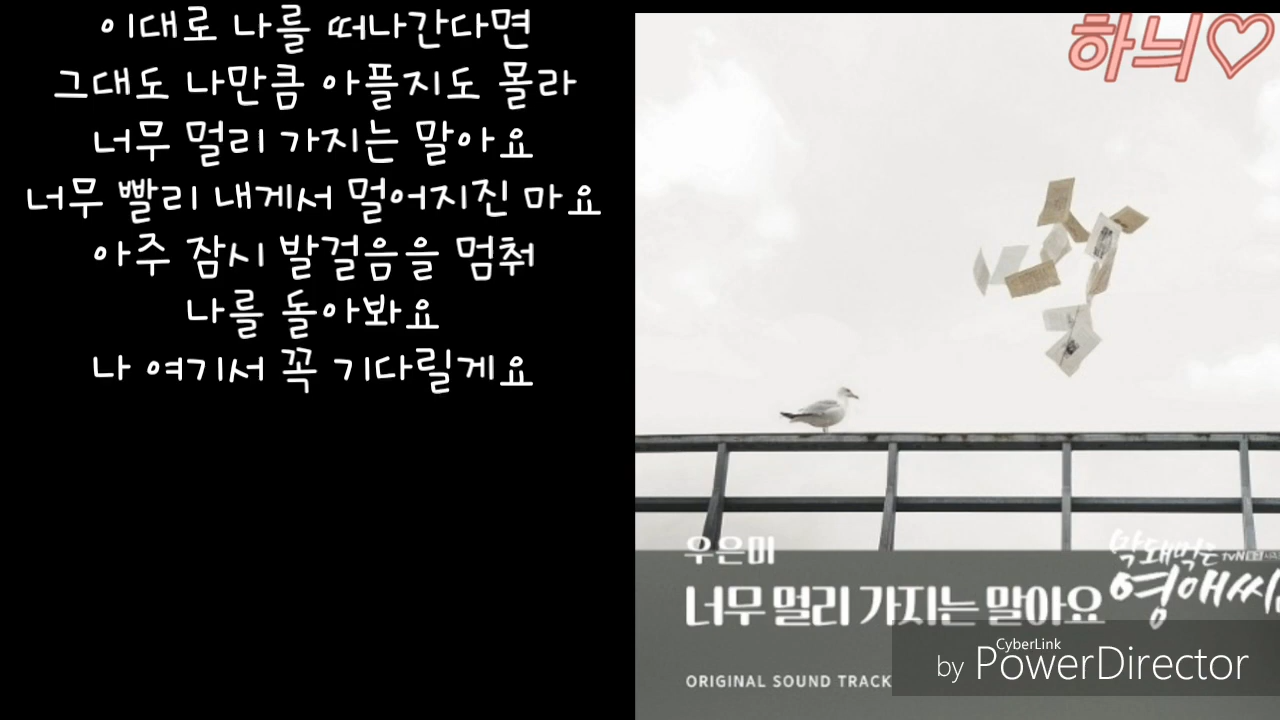 이대로 나를 떠나간다면
그대도 나만큼 아플지도 몰라
너무 멀리 가지는 말아요
너무 빨리 내게서 멀어지진 마요
아주 잠시 발걸음을 멈춰
나를 돌아봐요
나 여기서 꼭 기다릴게요
하늬♡
우은미
너무 멀리 가지는 말아요
막돼먹은 tvN
영애씨
ORIGINAL SOUND TRACK
CyberLink
by PowerDirector